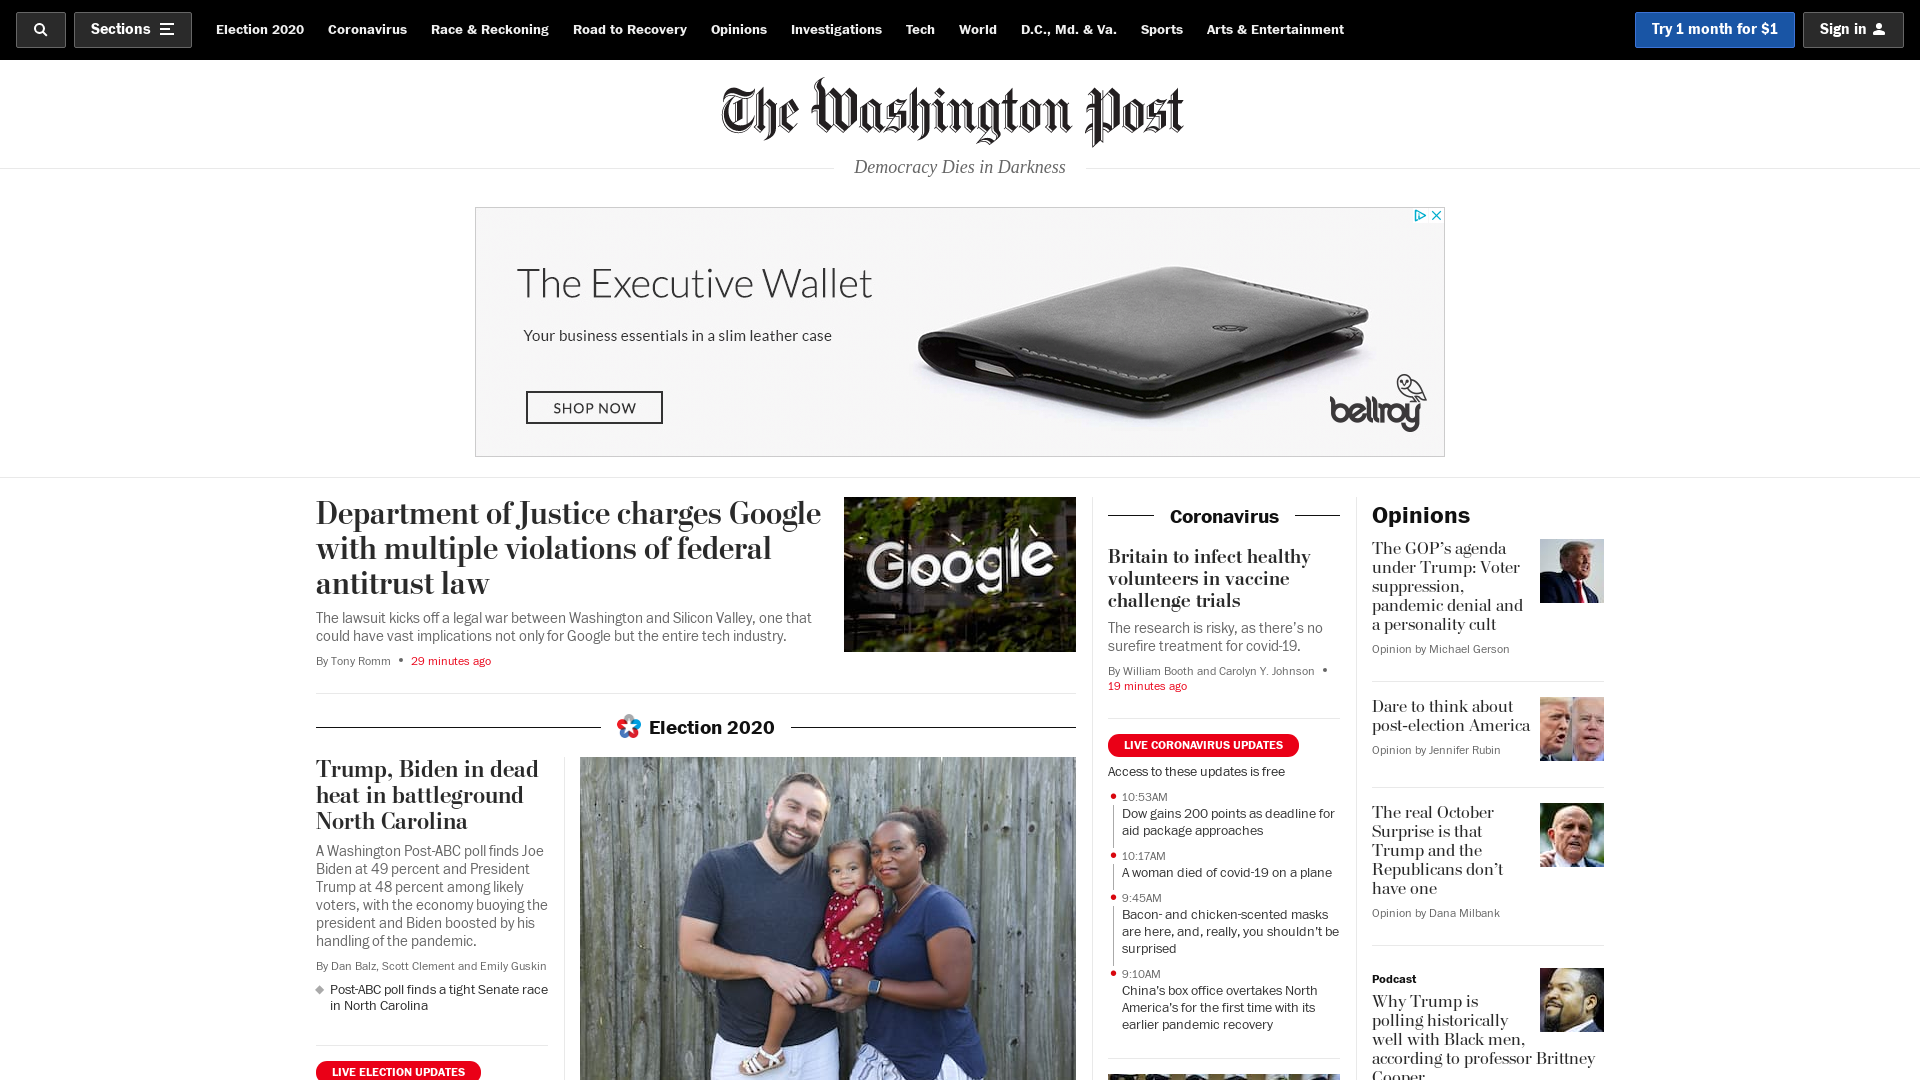 Sections
Election 2020
Coronavirus
Race & Reckoning
Road to Recovery
Opinions
Investigations
Tech
World
D.C., Md. & Va.
Sports
Arts & Entertainment
Try 1 month for $1
Sign in
The Washington Post
Democracy Dies in Darkness
The Executive Wallet
Your business essentials in a slim leather case
SHOP NOW
bellroy
Department of Justice charges Google
with multiple violations of federal
antitrust law
The lawsuit kicks off a legal war between Washington and Silicon Valley, one that
could have vast implications not only for Google but the entire tech industry.
By Tony Romm • 29 minutes ago
Google
Election 2020
Trump, Biden in dead
heat in battleground
North Carolina
A Washington Post-ABC poll finds Joe
Biden at 49 percent and President
Trump at 48 percent among likely
voters, with the economy buoying the
president and Biden boosted by his
handling of the pandemic.
By Dan Balz, Scott Clement and Emily Guskin
Post-ABC poll finds a tight Senate race
in North Carolina
LIVE ELECTION UPDATES
Coronavirus
Britain to infect healthy
volunteers in vaccine
challenge trials
The research is risky, as there's no
surefire treatment for covid-19.
By William Booth and Carolyn Y. Johnson •
19 minutes ago
LIVE CORONAVIRUS UPDATES
Access to these updates is free
10:53AM
Dow gains 200 points as deadline for
aid package approaches
10:17AM
A woman died of covid-19 on a plane
9:45AM
Bacon- and chicken-scented masks
are here, and, really, you shouldn't be
surprised
9:10AM
China's box office overtakes North
America's for the first time with its
earlier pandemic recovery
Opinions
The GOP's agenda
under Trump: Voter
suppression,
pandemic denial and
a personality cult
Opinion by Michael Gerson
Dare to think about
post-election America
Opinion by Jennifer Rubin
The real October
Surprise is that
Trump and the
Republicans don't
have one
Opinion by Dana Milbank
Podcast
Why Trump is
polling historically
well with Black men,
according to professor Brittney
Cooper